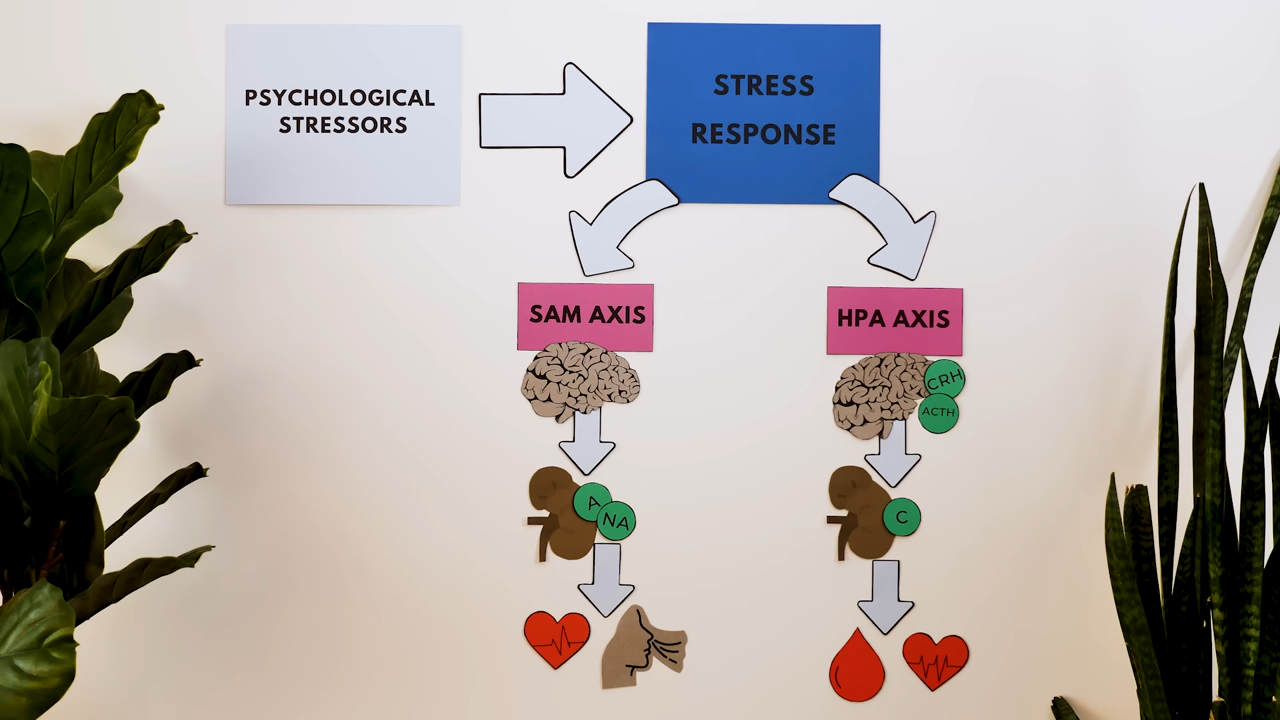 PSYCHOLOGICAL
STRESSORS
STRESS
RESPONSE
SAM AXIS
HPA AXIS
CRH
ACTH
A
NA
C